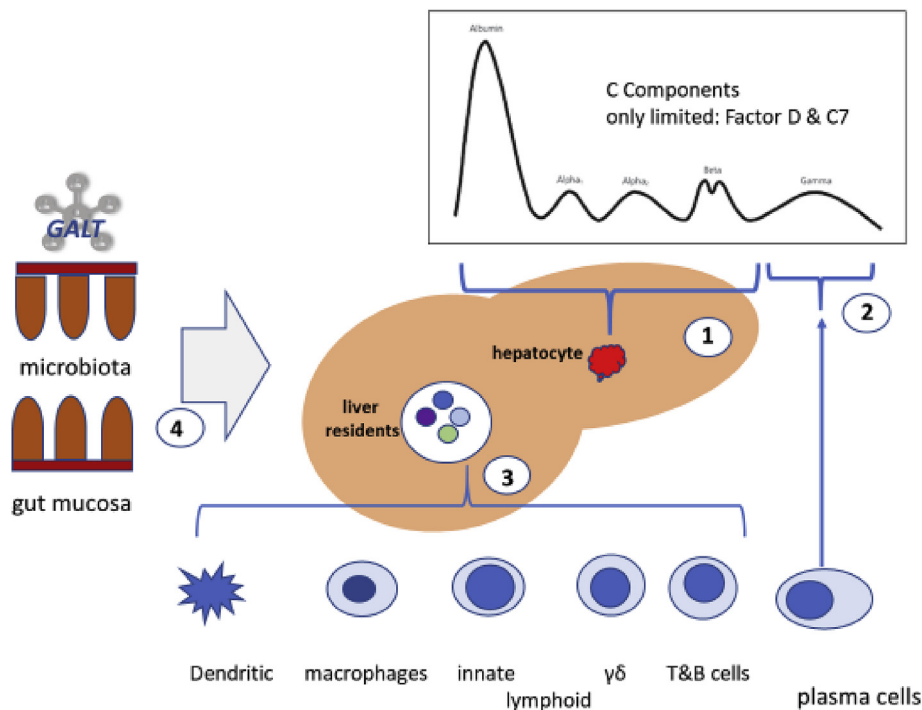 Albumin
C Components
only limited: Factor D & C7
Alpha₁
Alpha₂
Beta
Gamma
GALT
microbiota
gut mucosa
4
hepatocyte
1
2
liver
residents
3
Dendritic
macrophages
innate
lymphoid
γδ
T&B cells
plasma cells